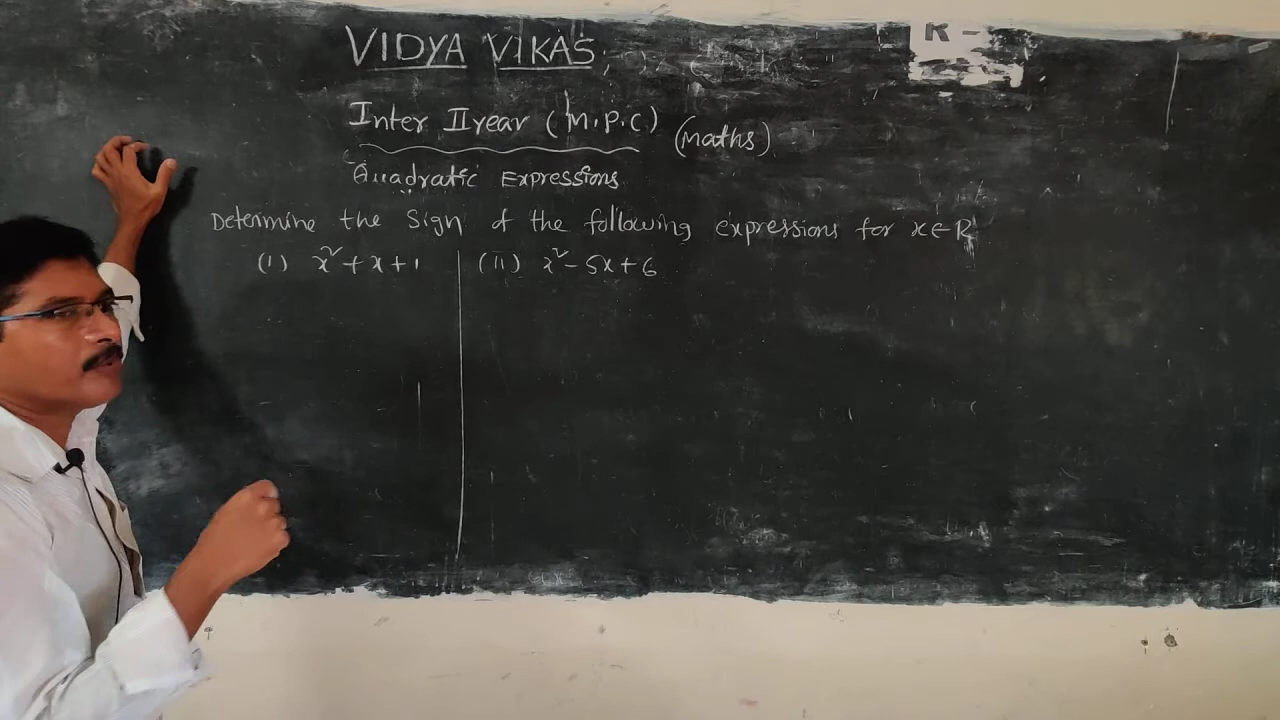 VIDYA VIKAS
R-
Inter II year (M.P.C) (Maths)
Quadratic Expressions
Determine the Sign of the following expressions for x ∈ R
(i) x² + x + 1 (ii) x² - 5x + 6